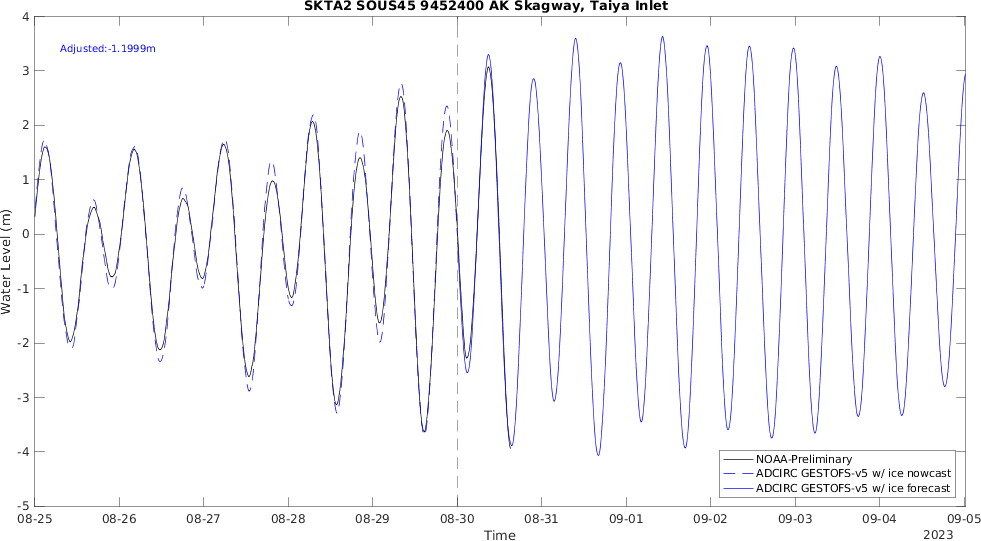 SKTA2 SOUS45 9452400 AK Skagway, Taiya Inlet
Adjusted:-1.1999m
4
3
2
1
0
-1
-2
-3
-4
-5
Water Level (m)
NOAA-Preliminary
ADCIRC GESTOFS-v5 w/ ice nowcast
ADCIRC GESTOFS-v5 w/ ice forecast
08-25 08-26 08-27 08-28 08-29 08-30 08-31 09-01 09-02 09-03 09-04 09-05
Time
2023